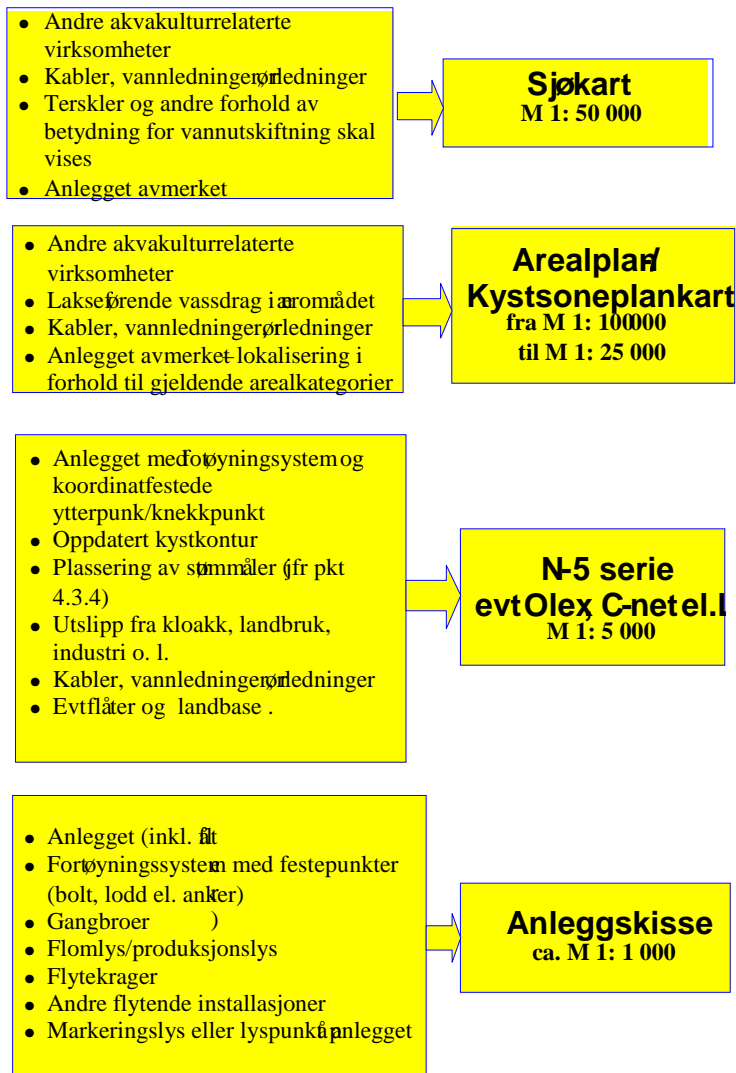 • Andre akvakulturrelaterte
virksomheter
• Kabler, vannledninger, rørledninger
• Terskler og andre forhold av
betydning for vannutskiftning skal
vises
• Anlegget avmerket
Sjøkart
M 1: 50 000
• Andre akvakulturrelaterte
virksomheter
• Lakseførende vassdrag i nærområdet
• Kabler, vannledninger, rørledninger
• Anlegget avmerket – lokalisering i
forhold til gjeldende arealkategorier
Arealplan-/
Kystsoneplankart
fra M 1: 100000
til M 1: 25 000
• Anlegget med fortøyningsystem og
koordinatfestede
ytterpunk/knekkpunkt
• Oppdatert kystkontur
• Plassering av strømmåler (jfr pkt
4.3.4)
• Utslipp fra kloakk, landbruk,
industri o. l.
• Kabler, vannledninger, rørledninger
• Evt flåter og landbase .
N-5 serie
evt Olex, C-net el.l
M 1: 5 000
• Anlegget (inkl. flåter)
• Fortøyningssystem med festepunkter
(bolt, lodd el. anker)
• Gangbroer
• Flomlys/produksjonslys
• Flytekrager
• Andre flytende installasjoner
• Markeringslys eller lyspunkt på anlegget
Anleggskisse
ca. M 1: 1 000